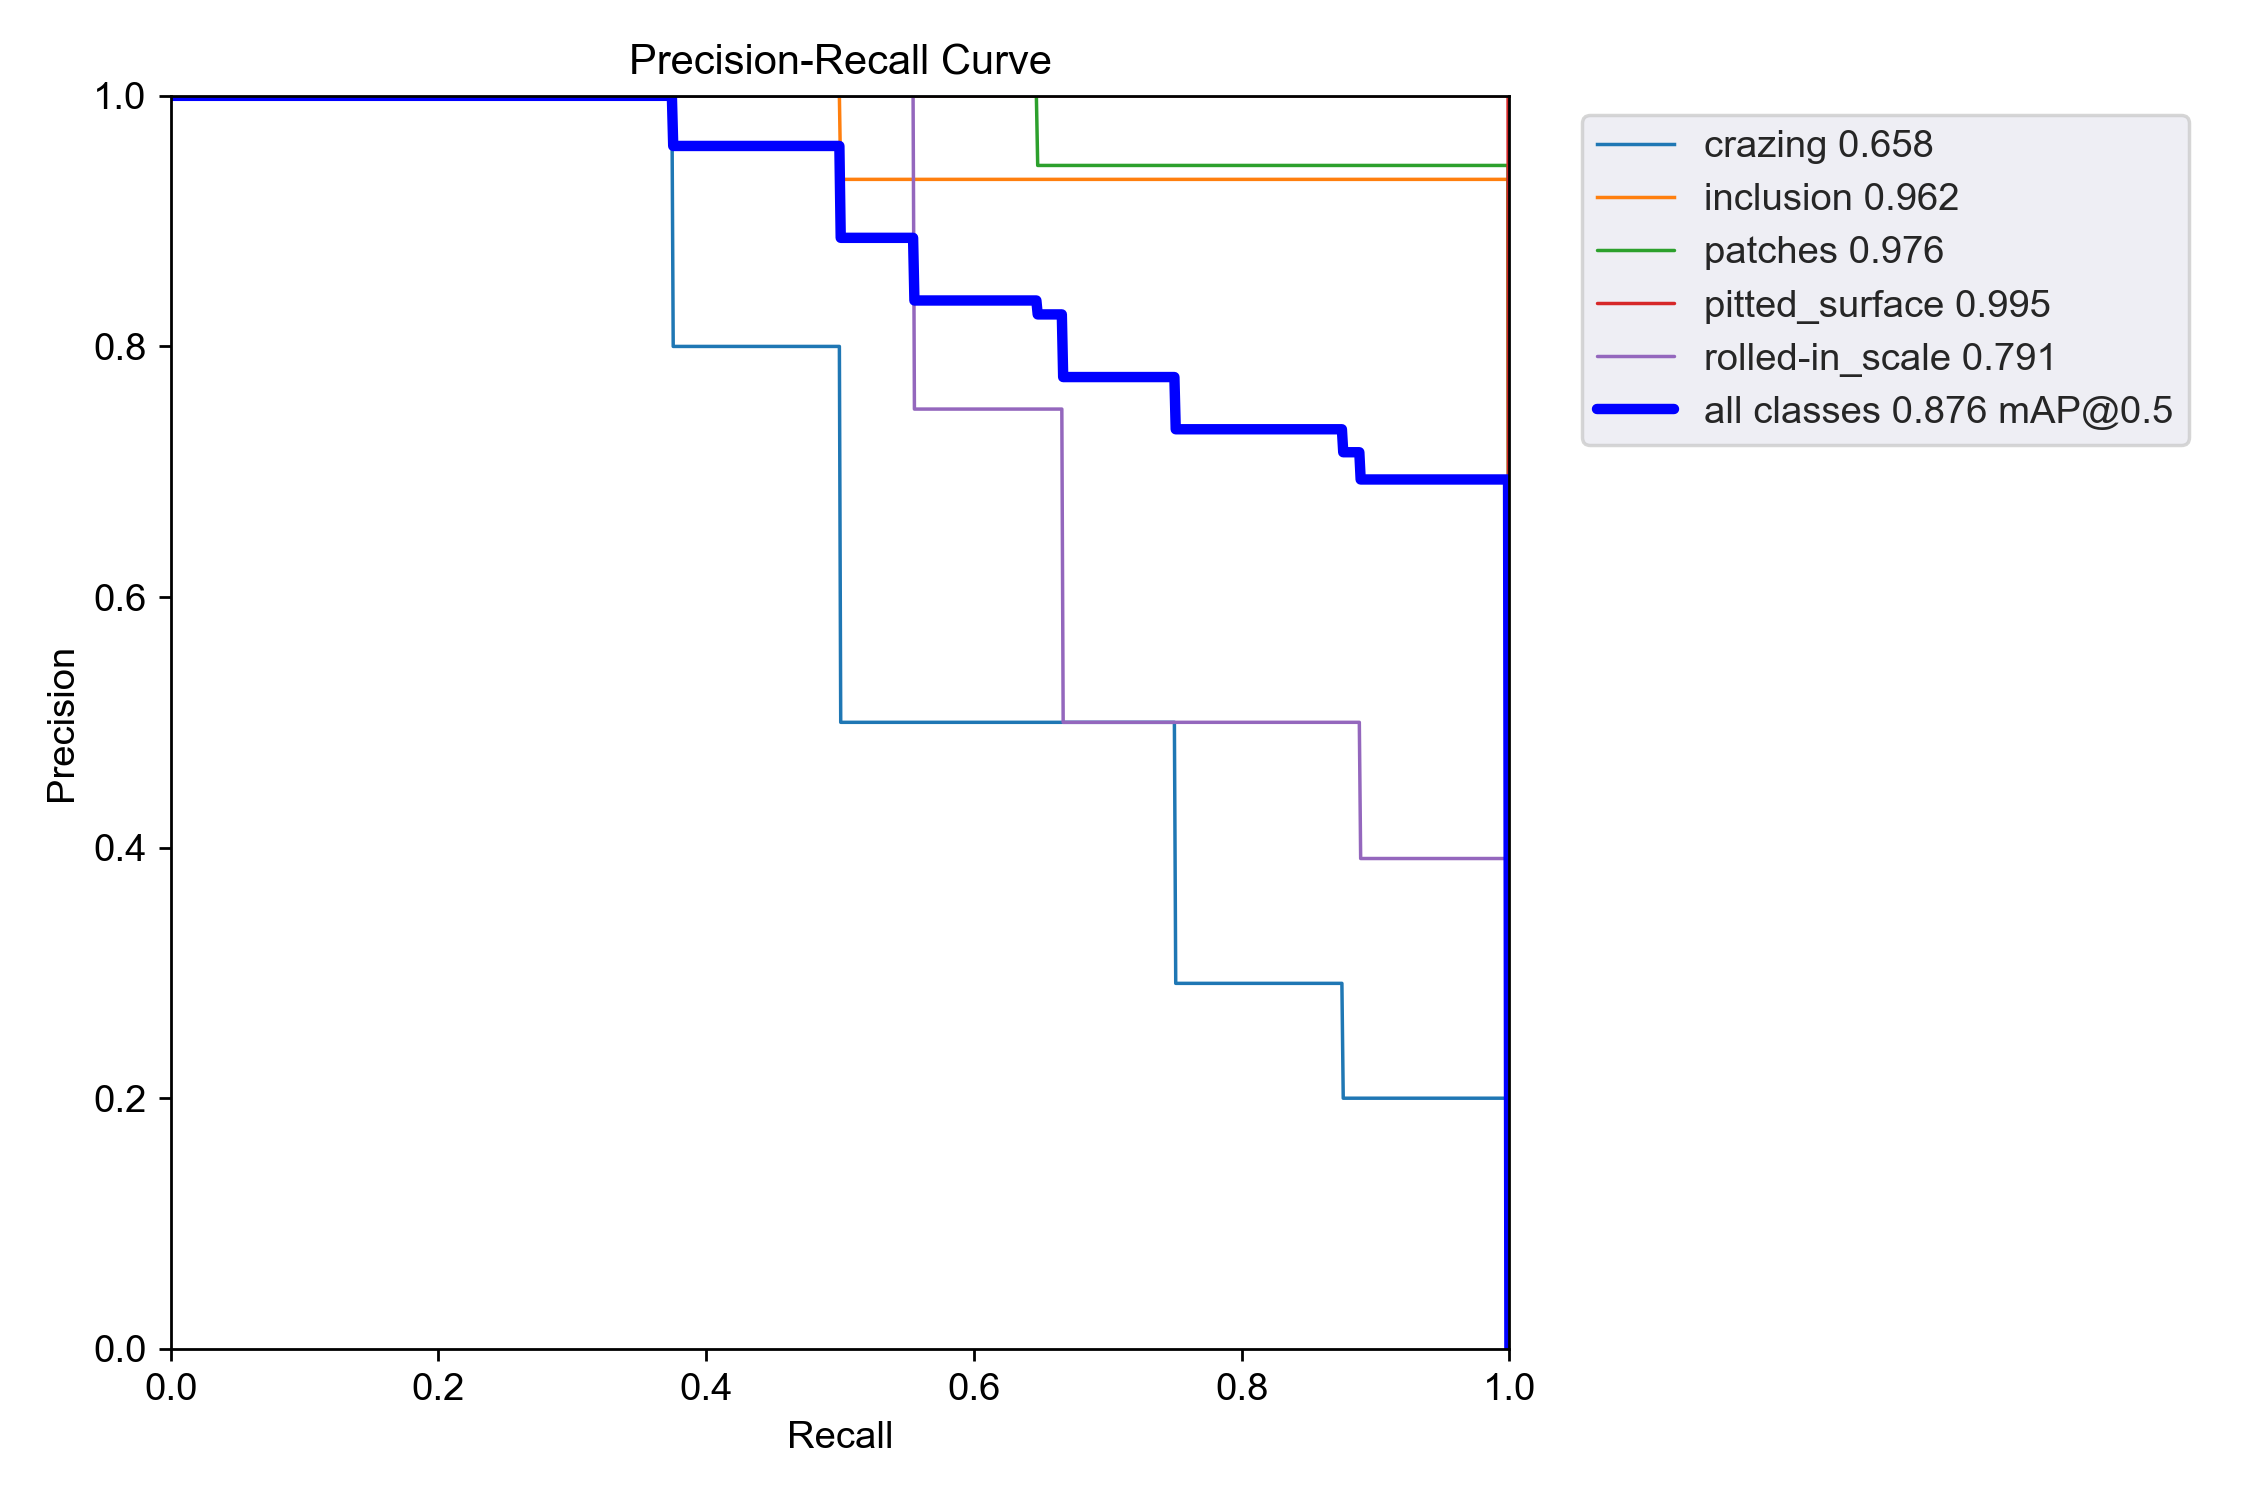 Precision-Recall Curve
1.0
0.8
0.6
0.4
0.2
0.0
Precision
0.0 0.2 0.4 0.6 0.8 1.0
Recall
crazing 0.658
inclusion 0.962
patches 0.976
pitted_surface 0.995
rolled-in_scale 0.791
all classes 0.876 mAP@0.5